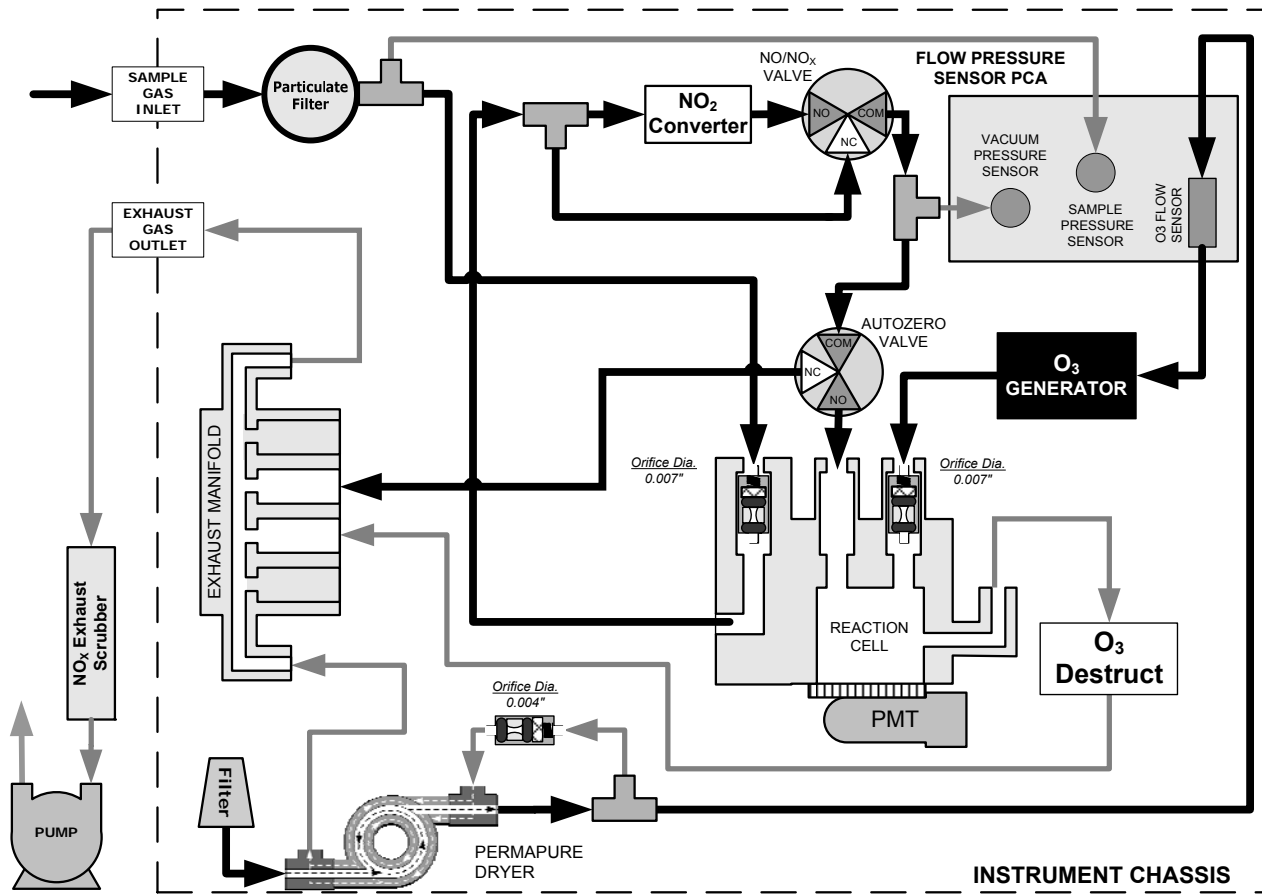 SAMPLE
GAS
INLET
Particulate
Filter
NO/NOX
VALVE
FLOW PRESSURE
SENSOR PCA
NO2
Converter
NO
COM
NC
VACUUM
PRESSURE
SENSOR
SAMPLE
PRESSURE
SENSOR
O3 FLOW
SENSOR
EXHAUST
GAS
OUTLET
AUTOZERO
VALVE
COM
NC
NO
O3
GENERATOR
EXHAUST MANIFOLD
Orifice Dia.
0.007"
Orifice Dia.
0.007"
NOX Exhaust
Scrubber
REACTION
CELL
O3
Destruct
Orifice Dia.
0.004"
PMT
Filter
PUMP
PERMAPURE
DRYER
INSTRUMENT CHASSIS